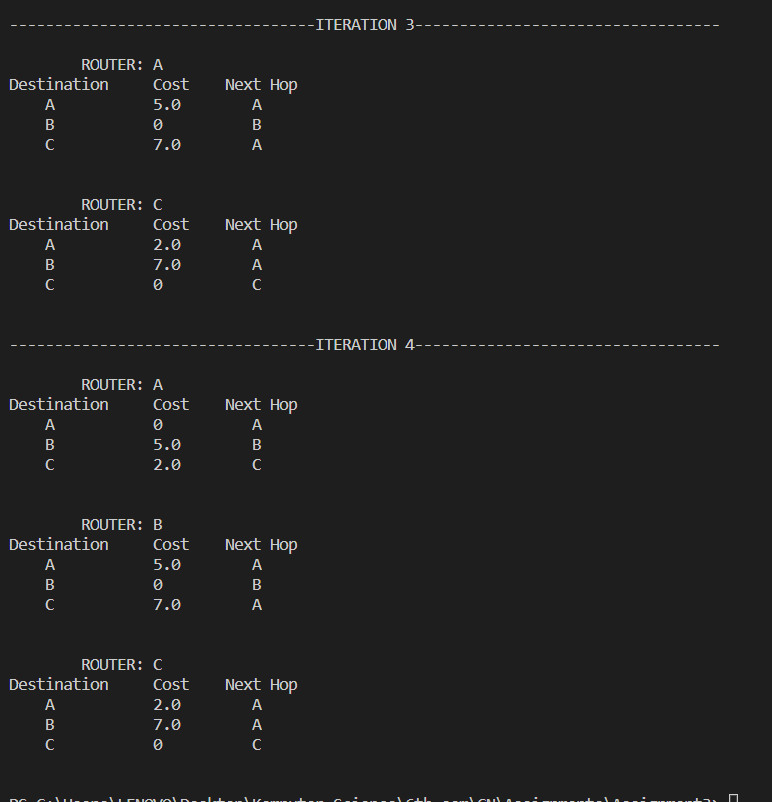 ----------------------------------ITERATION 3----------------------------------
ROUTER: A
Destination Cost Next Hop
A 5.0 A
B 0 B
C 7.0 A
ROUTER: C
Destination Cost Next Hop
A 2.0 A
B 7.0 A
C 0 C
----------------------------------ITERATION 4----------------------------------
ROUTER: A
Destination Cost Next Hop
A 0 A
B 5.0 B
C 2.0 C
ROUTER: B
Destination Cost Next Hop
A 5.0 A
B 0 B
C 7.0 A
ROUTER: C
Destination Cost Next Hop
A 2.0 A
B 7.0 A
C 0 C